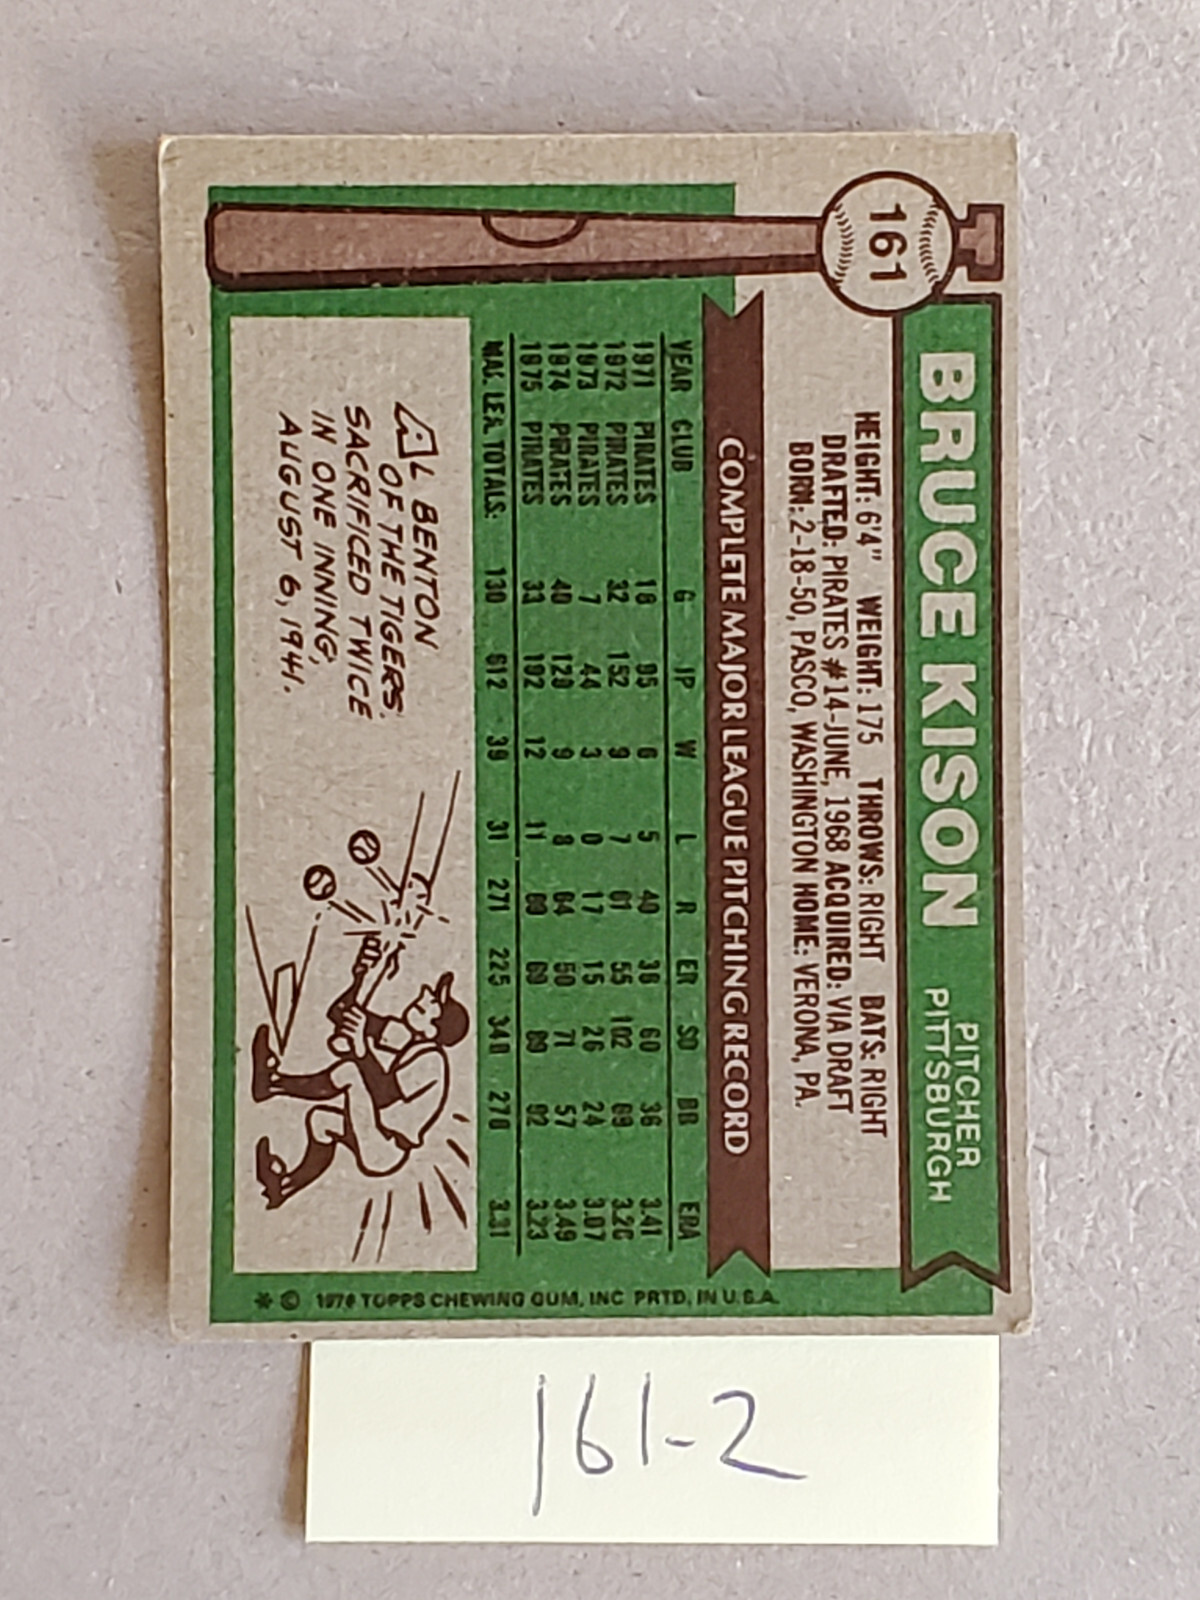 161
BRUCE KISON
PITCHER
PITTSBURGH
HEIGHT: 6'4" WEIGHT: 175 THROWS: RIGHT BATS: RIGHT
DRAFTED: PIRATES #14-JUNE, 1968 ACQUIRED: VIA DRAFT
BORN: 2-18-50, PASCO, WASHINGTON HOME: VERONA, PA.
COMPLETE MAJOR LEAGUE PITCHING RECORD
YEAR CLUB G IP W L R ER SO BB ERA
1971 PIRATES 18 95 6 5 40 36 60 36 3.41
1972 PIRATES 32 152 9 7 61 55 102 69 3.26
1973 PIRATES 7 44 3 0 17 15 26 24 3.07
1974 PIRATES 40 129 9 8 64 50 71 57 3.49
1975 PIRATES 33 192 12 11 69 89 92 3.23
MAJ. LEA. TOTALS: 130 612 39 31 271 225 348 278 3.31
AL BENTON
OF THE TIGERS
SACRIFICED TWICE
IN ONE INNING,
AUGUST 6, 1941.
* © 1976 TOPPS CHEWING GUM, INC PRTD. IN U.S.A.
161-2